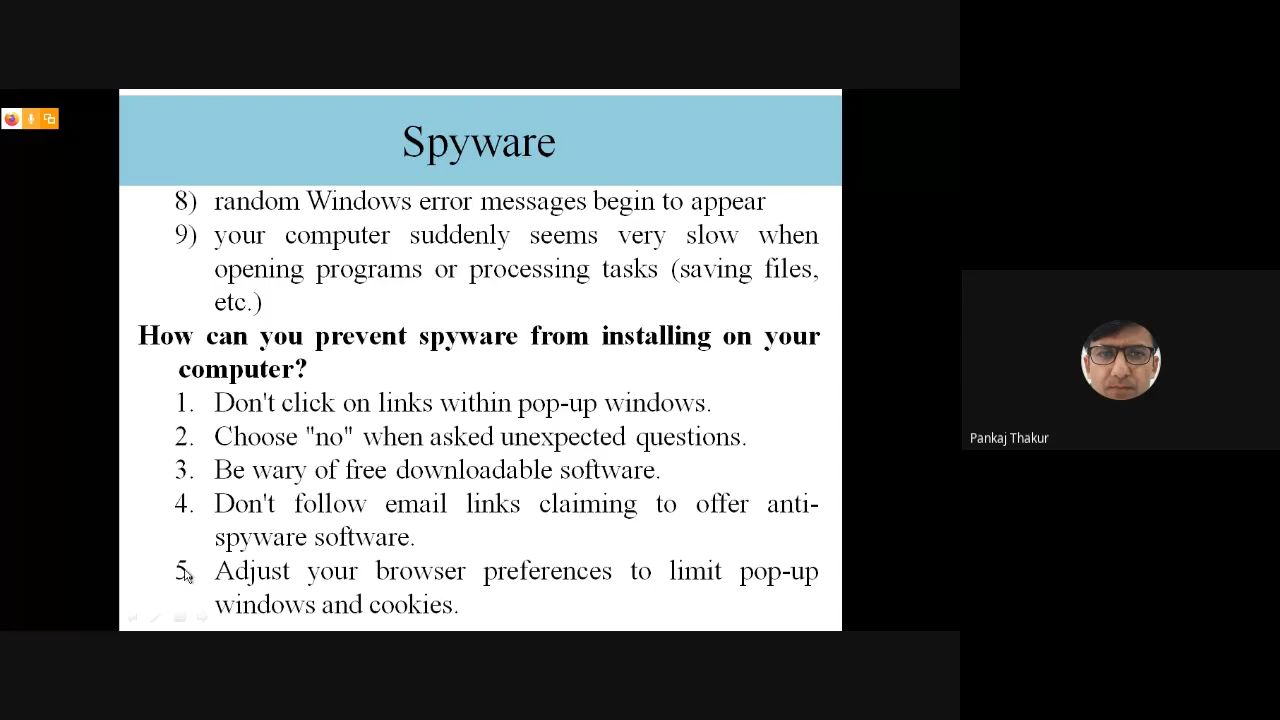 Spyware
8) random Windows error messages begin to appear
9) your computer suddenly seems very slow when
opening programs or processing tasks (saving files,
etc.)
How can you prevent spyware from installing on your
computer?
1. Don't click on links within pop-up windows.
2. Choose "no" when asked unexpected questions.
3. Be wary of free downloadable software.
4. Don't follow email links claiming to offer anti-
spyware software.
5. Adjust your browser preferences to limit pop-up
windows and cookies.
Pankaj Thakur